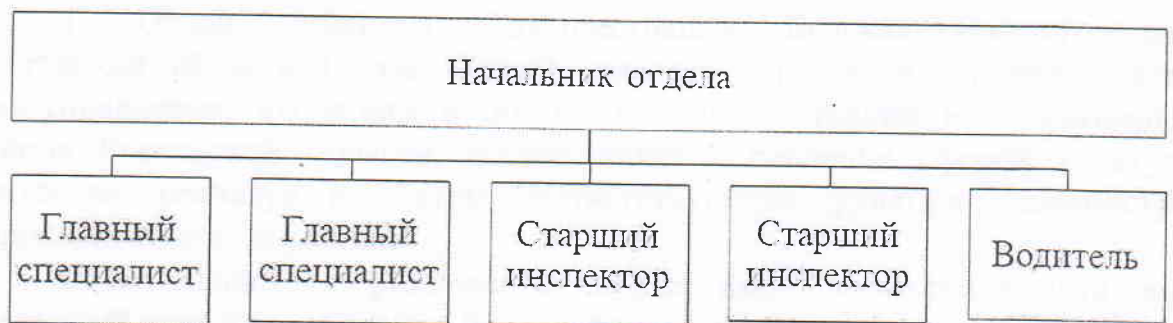 Начальник отдела
Главный
специалист
Главный
специалист
Старший
инспектор
Старший
инспектор
Водитель